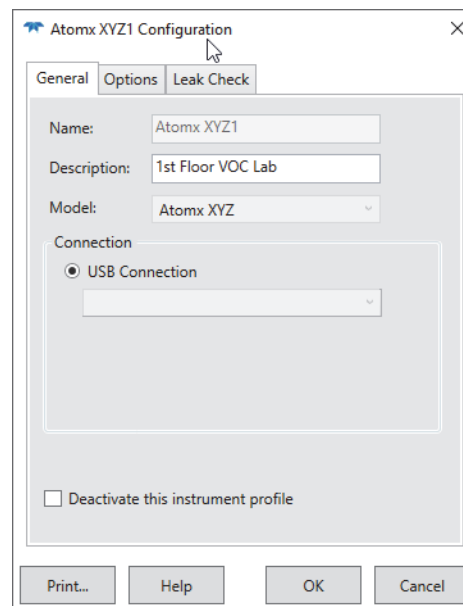 Atomx XYZ1 Configuration
General Options Leak Check
Name: Atomx XYZ1
Description: 1st Floor VOC Lab
Model: Atomx XYZ
Connection
USB Connection
Deactivate this instrument profile
Print... Help OK Cancel